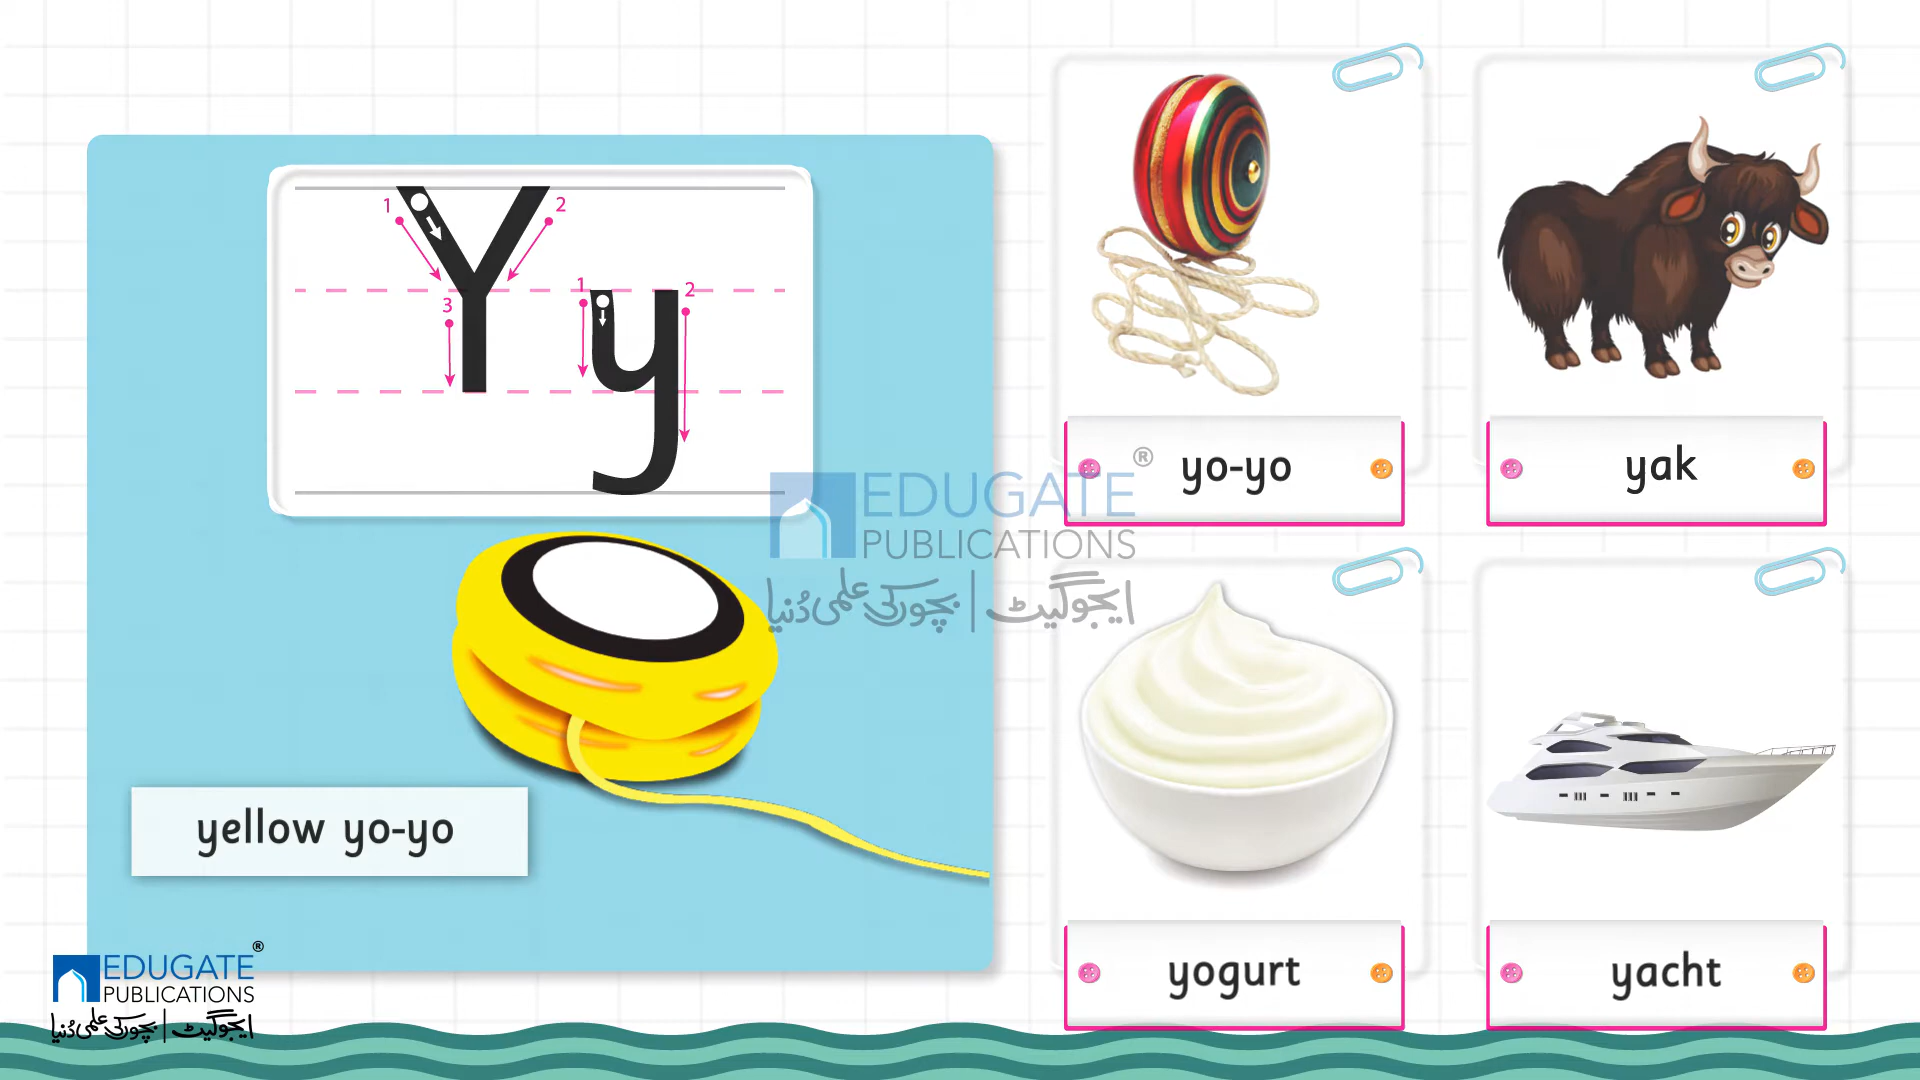 Yy
1
2
3
1
2
yellow yo-yo
yo-yo
yak
yogurt
yacht
EDUGATE®
PUBLICATIONS
ایجوگیٹ | بچوں کی علمی دُنیا
EDUGATE®
PUBLICATIONS
ایجوگیٹ | بچوں کی علمی دُنیا